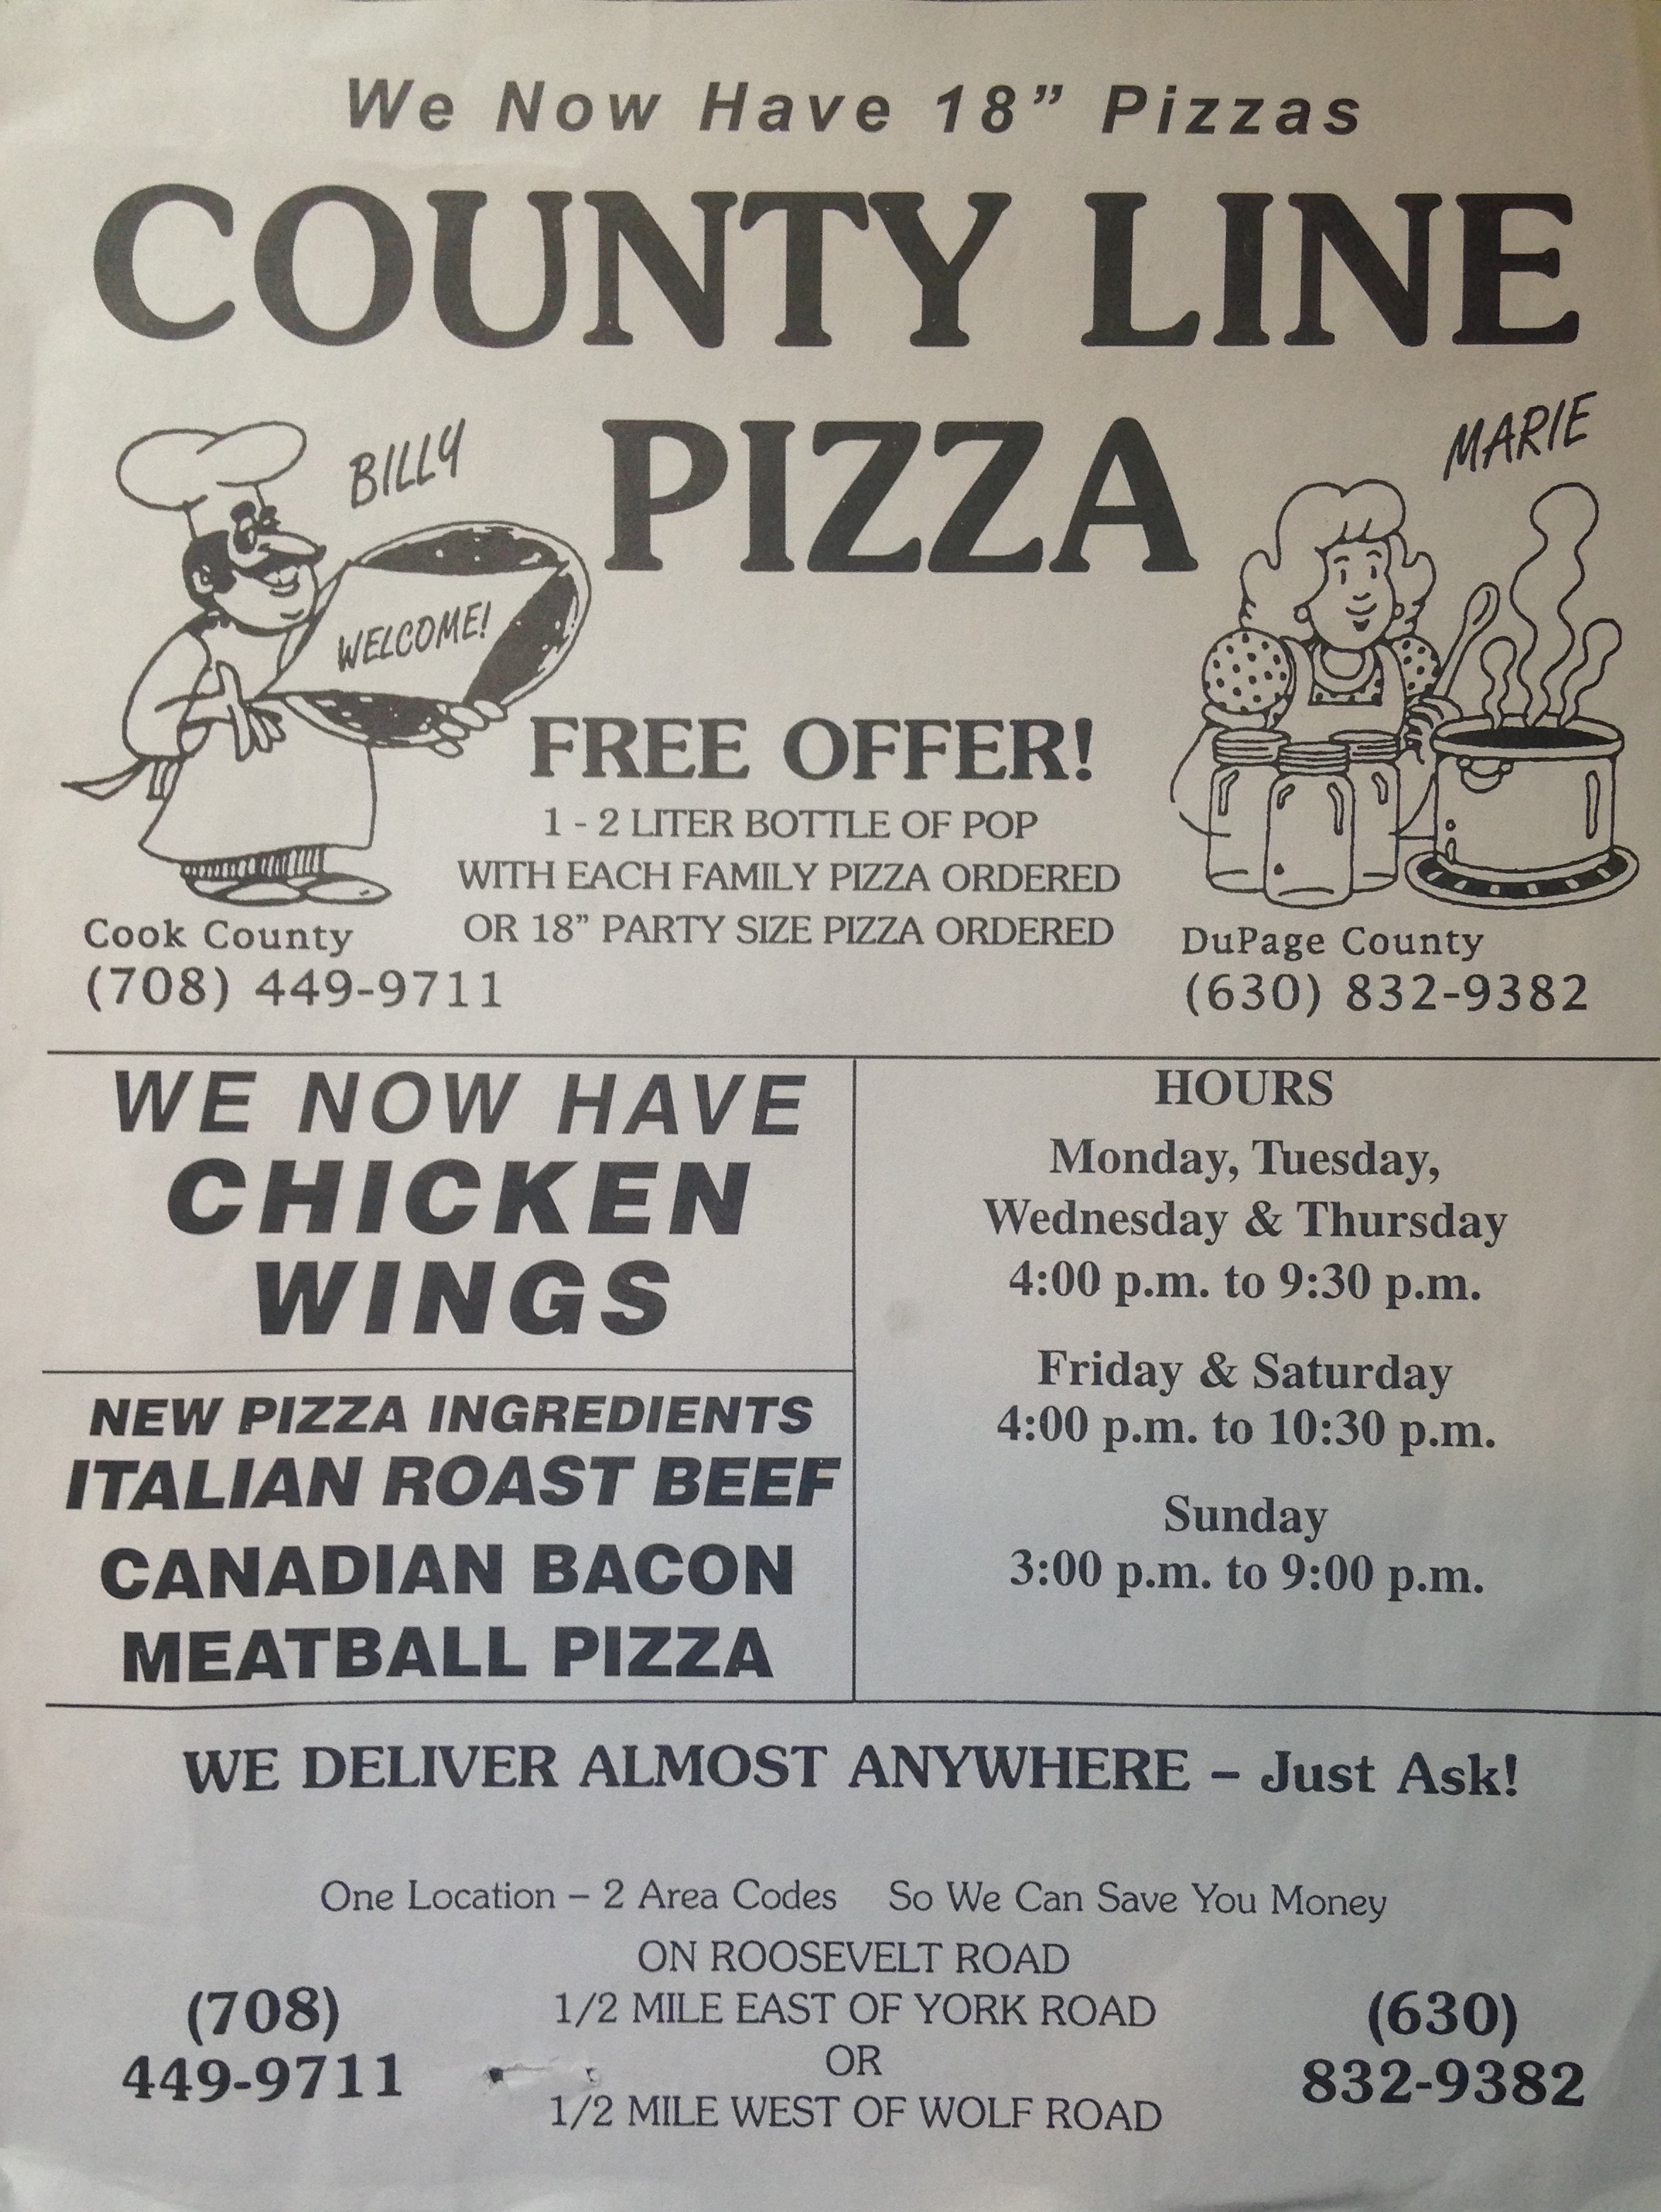 We Now Have 18” Pizzas
COUNTY LINE
PIZZA
BILLY
WELCOME!
MARIE
FREE OFFER!
1 - 2 LITER BOTTLE OF POP
WITH EACH FAMILY PIZZA ORDERED
OR 18” PARTY SIZE PIZZA ORDERED
Cook County
(708) 449-9711
DuPage County
(630) 832-9382
WE NOW HAVE
CHICKEN
WINGS
NEW PIZZA INGREDIENTS
ITALIAN ROAST BEEF
CANADIAN BACON
MEATBALL PIZZA
HOURS
Monday, Tuesday,
Wednesday & Thursday
4:00 p.m. to 9:30 p.m.
Friday & Saturday
4:00 p.m. to 10:30 p.m.
Sunday
3:00 p.m. to 9:00 p.m.
WE DELIVER ALMOST ANYWHERE – Just Ask!
One Location – 2 Area Codes So We Can Save You Money
ON ROOSEVELT ROAD
1/2 MILE EAST OF YORK ROAD
OR
1/2 MILE WEST OF WOLF ROAD
(708)
449-9711
(630)
832-9382